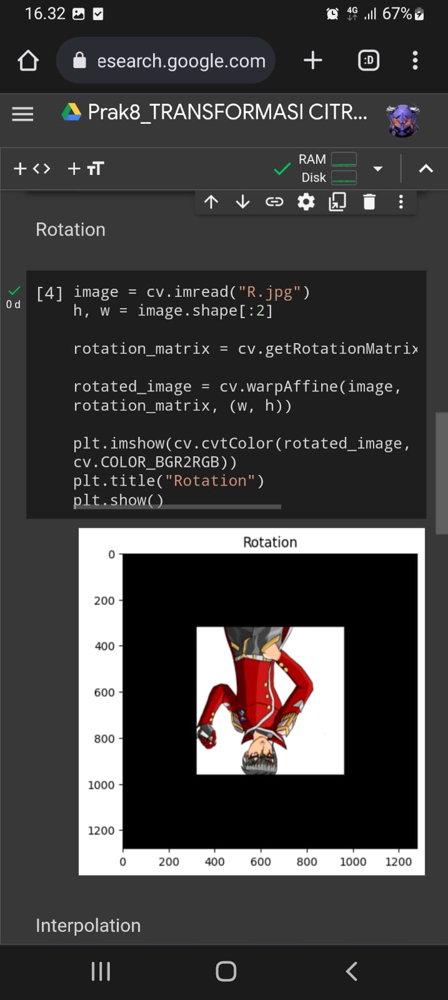 16.32 4G 67%
esearch.google.com :D
Prak8_TRANSFORMASI CITR...
RAM
Disk
Rotation
[4] image = cv.imread("R.jpg")
0 d
h, w = image.shape[:2]
rotation_matrix = cv.getRotationMatrix
rotated_image = cv.warpAffine(image,
rotation_matrix, (w, h))
plt.imshow(cv.cvtColor(rotated_image,
cv.COLOR_BGR2RGB))
plt.title("Rotation")
plt.show()
Rotation
0
200
400
600
800
1000
1200
0 200 400 600 800 1000 1200
Interpolation